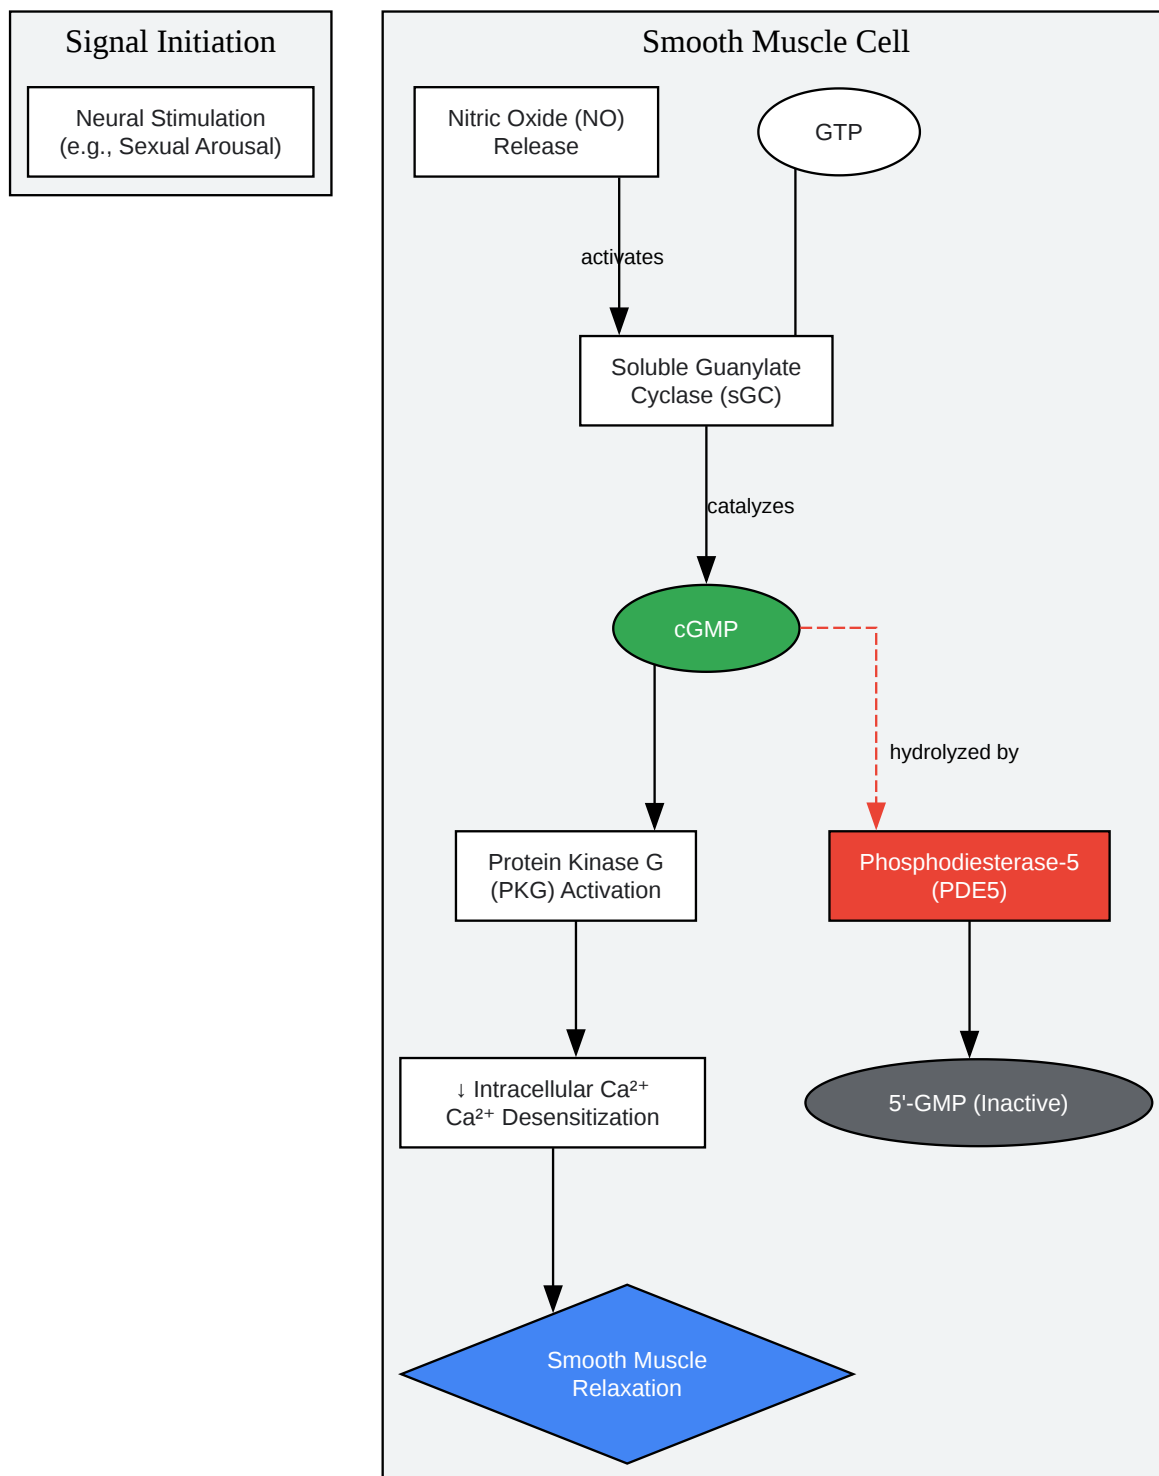 Signal Initiation
Neural Stimulation
(e.g., Sexual Arousal)
Smooth Muscle Cell
Nitric Oxide (NO)
Release
GTP
activates
Soluble Guanylate
Cyclase (sGC)
catalyzes
cGMP
hydrolyzed by
Protein Kinase G
(PKG) Activation
Phosphodiesterase-5
(PDE5)
↓ Intracellular Ca²⁺
Ca²⁺ Desensitization
5'-GMP (Inactive)
Smooth Muscle
Relaxation